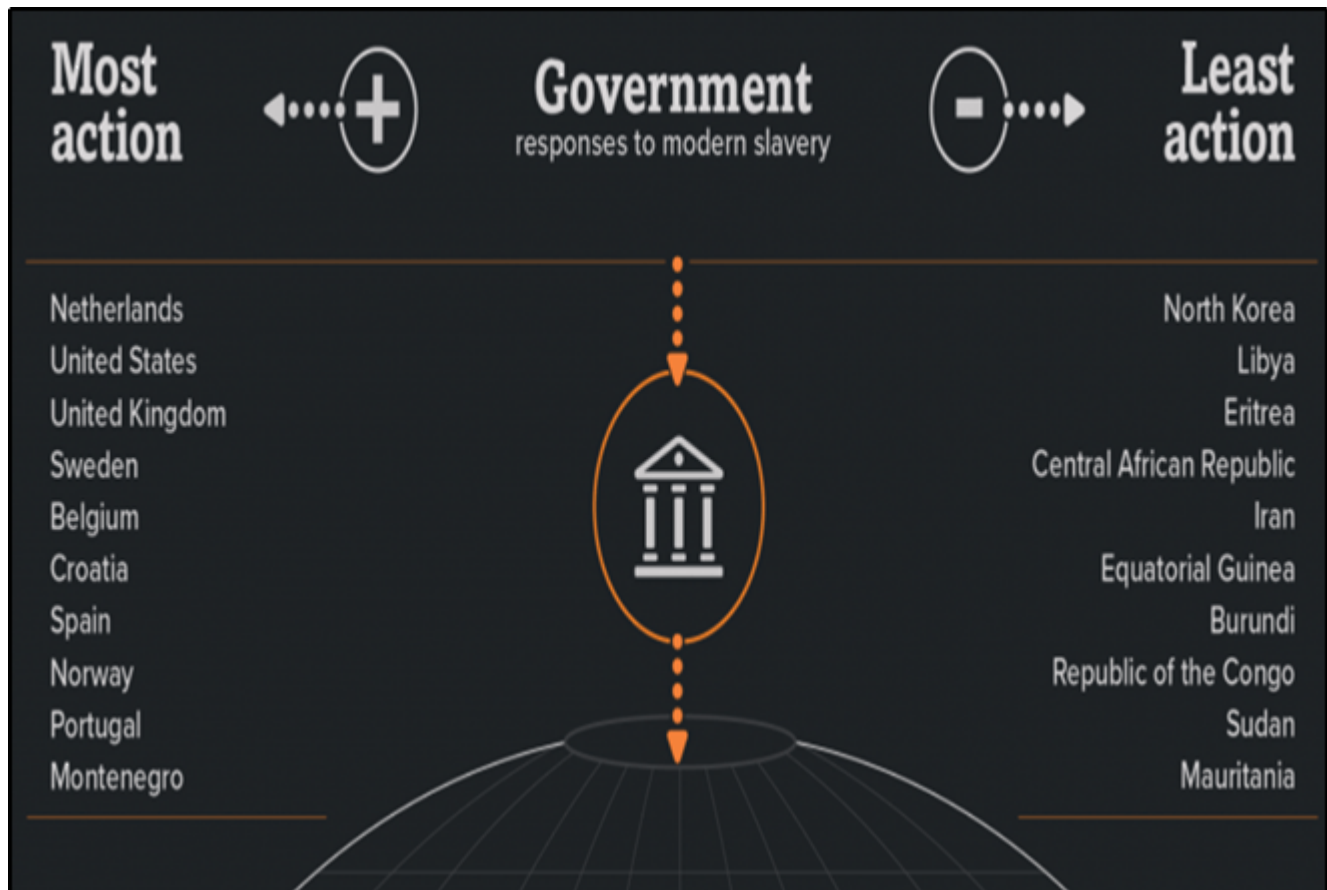 Most
action
+
Government
responses to modern slavery
-
Least
action
Netherlands
United States
United Kingdom
Sweden
Belgium
Croatia
Spain
Norway
Portugal
Montenegro
North Korea
Libya
Eritrea
Central African Republic
Iran
Equatorial Guinea
Burundi
Republic of the Congo
Sudan
Mauritania